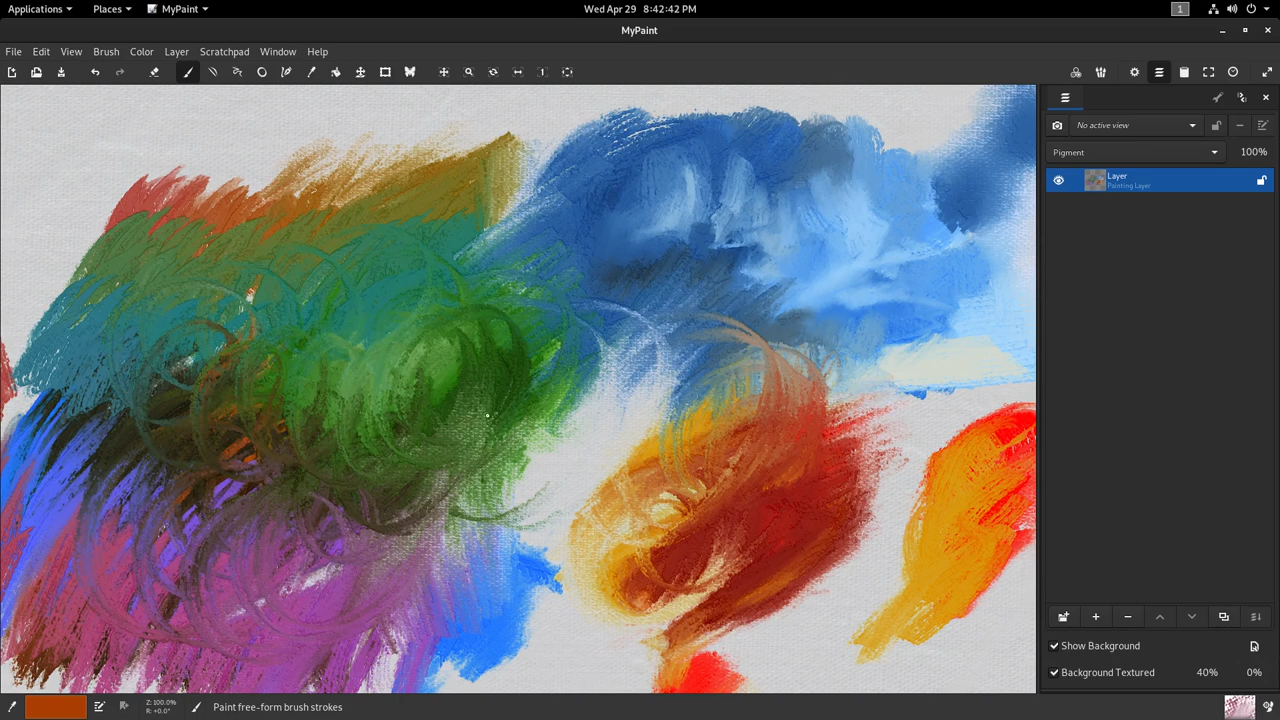 Applications Places MyPaint Wed Apr 29 8:42:42 PM 1
MyPaint
File Edit View Brush Color Layer Scratchpad Window Help
No active view
Pigment 100%
Layer
Painting Layer
Show Background
Background Textured 40% 0%
Z: 100.0%
R: +0.0°
Paint free-form brush strokes